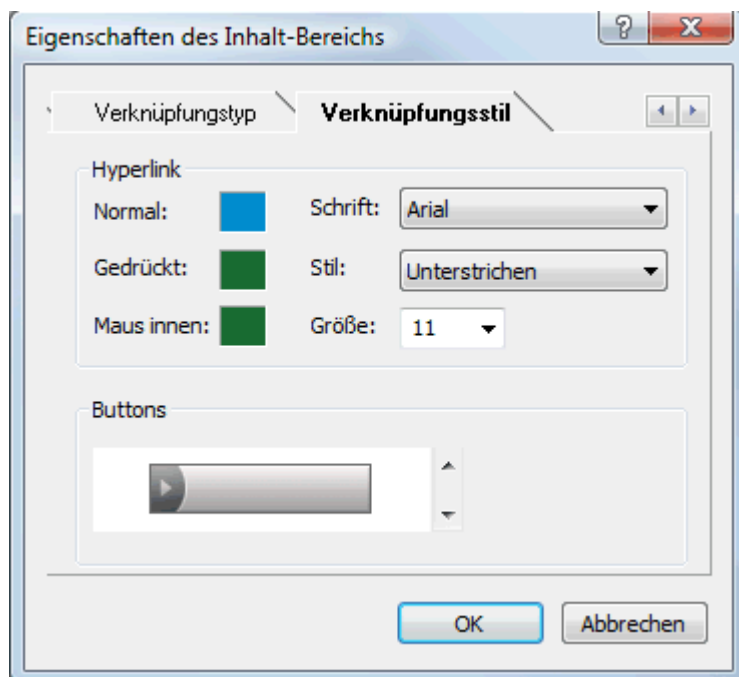 Eigenschaften des Inhalt-Bereichs
Verknüpfungstyp Verknüpfungsstil
Hyperlink
Normal: Schrift: Arial
Gedrückt: Stil: Unterstrichen
Maus innen: Größe: 11
Buttons
OK Abbrechen